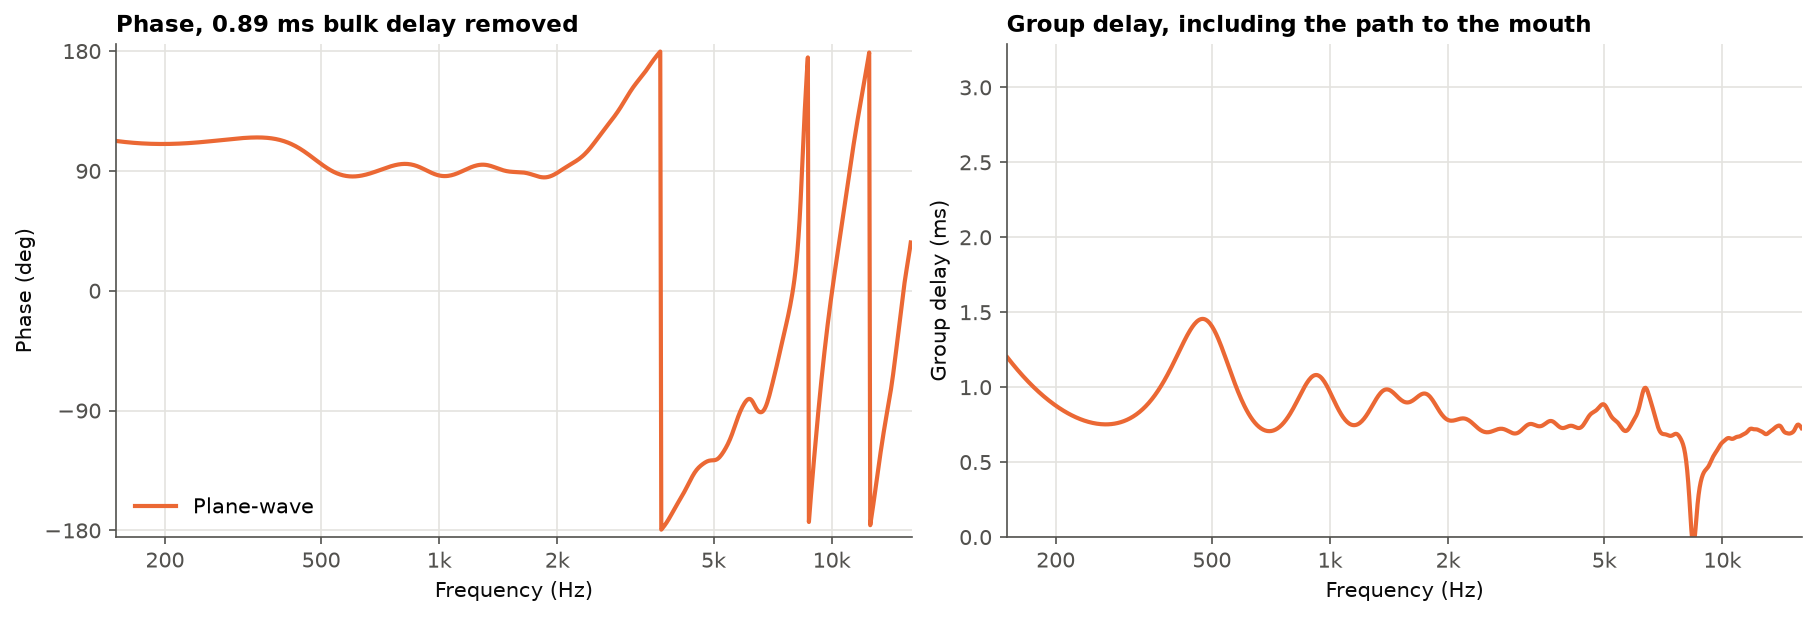 Phase, 0.89 ms bulk delay removed
180
90
0
−90
−180
Phase (deg)
Plane-wave
200
500
1k
2k
5k
10k
Frequency (Hz)
Group delay, including the path to the mouth
3.0
2.5
2.0
1.5
1.0
0.5
0.0
Group delay (ms)
200
500
1k
2k
5k
10k
Frequency (Hz)